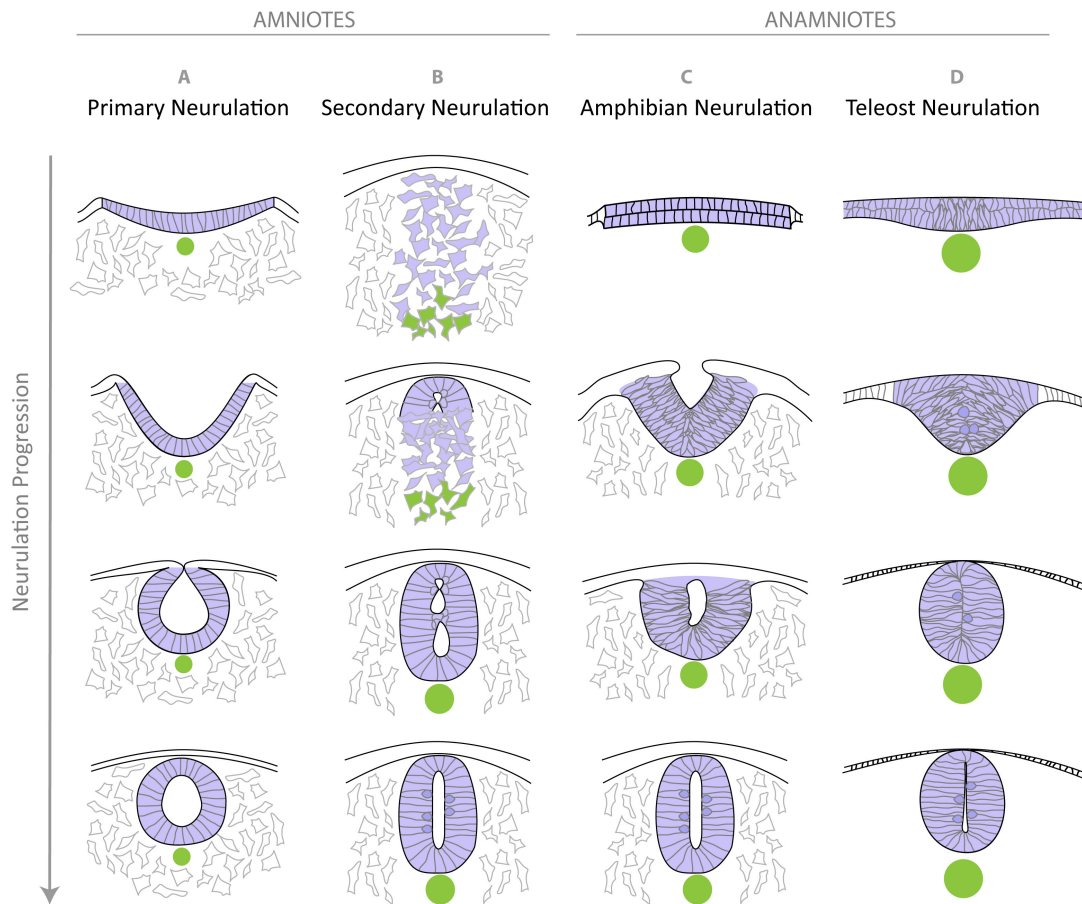 AMNIOTES
ANAMNIOTES
A
B
C
D
Primary Neurulation
Secondary Neurulation
Amphibian Neurulation
Teleost Neurulation
Neurulation Progression